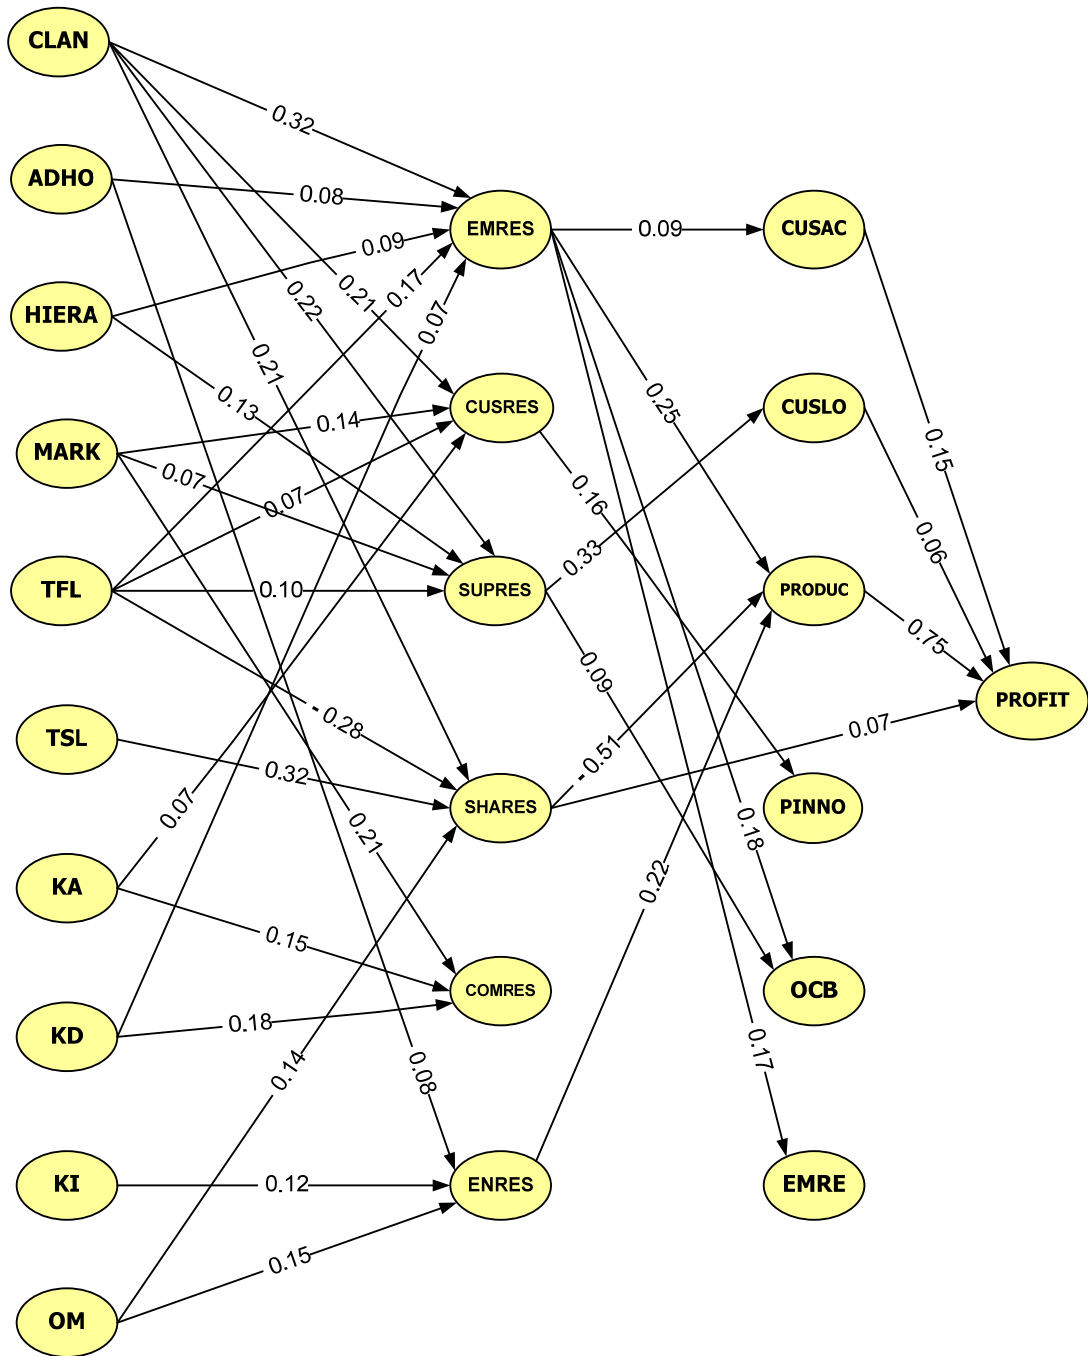 CLAN
0.32
ADHO
0.08
EMRES
0.09
CUSAC
0.09
0.17
0.21
0.22
HIERA
0.07
0.21
0.13
0.25
CUSRES
CUSLO
0.14
MARK
0.15
0.07
0.16
0.07
0.06
0.33
TFL
0.10
SUPRES
PRODUC
0.75
0.09
PROFIT
- 0.28
TSL
0.07
0.32
- 0.51
0.07
SHARES
PINNO
0.21
0.18
KA
0.22
0.15
COMRES
OCB
KD
0.18
0.14
0.08
0.17
KI
0.12
ENRES
EMRE
0.15
OM